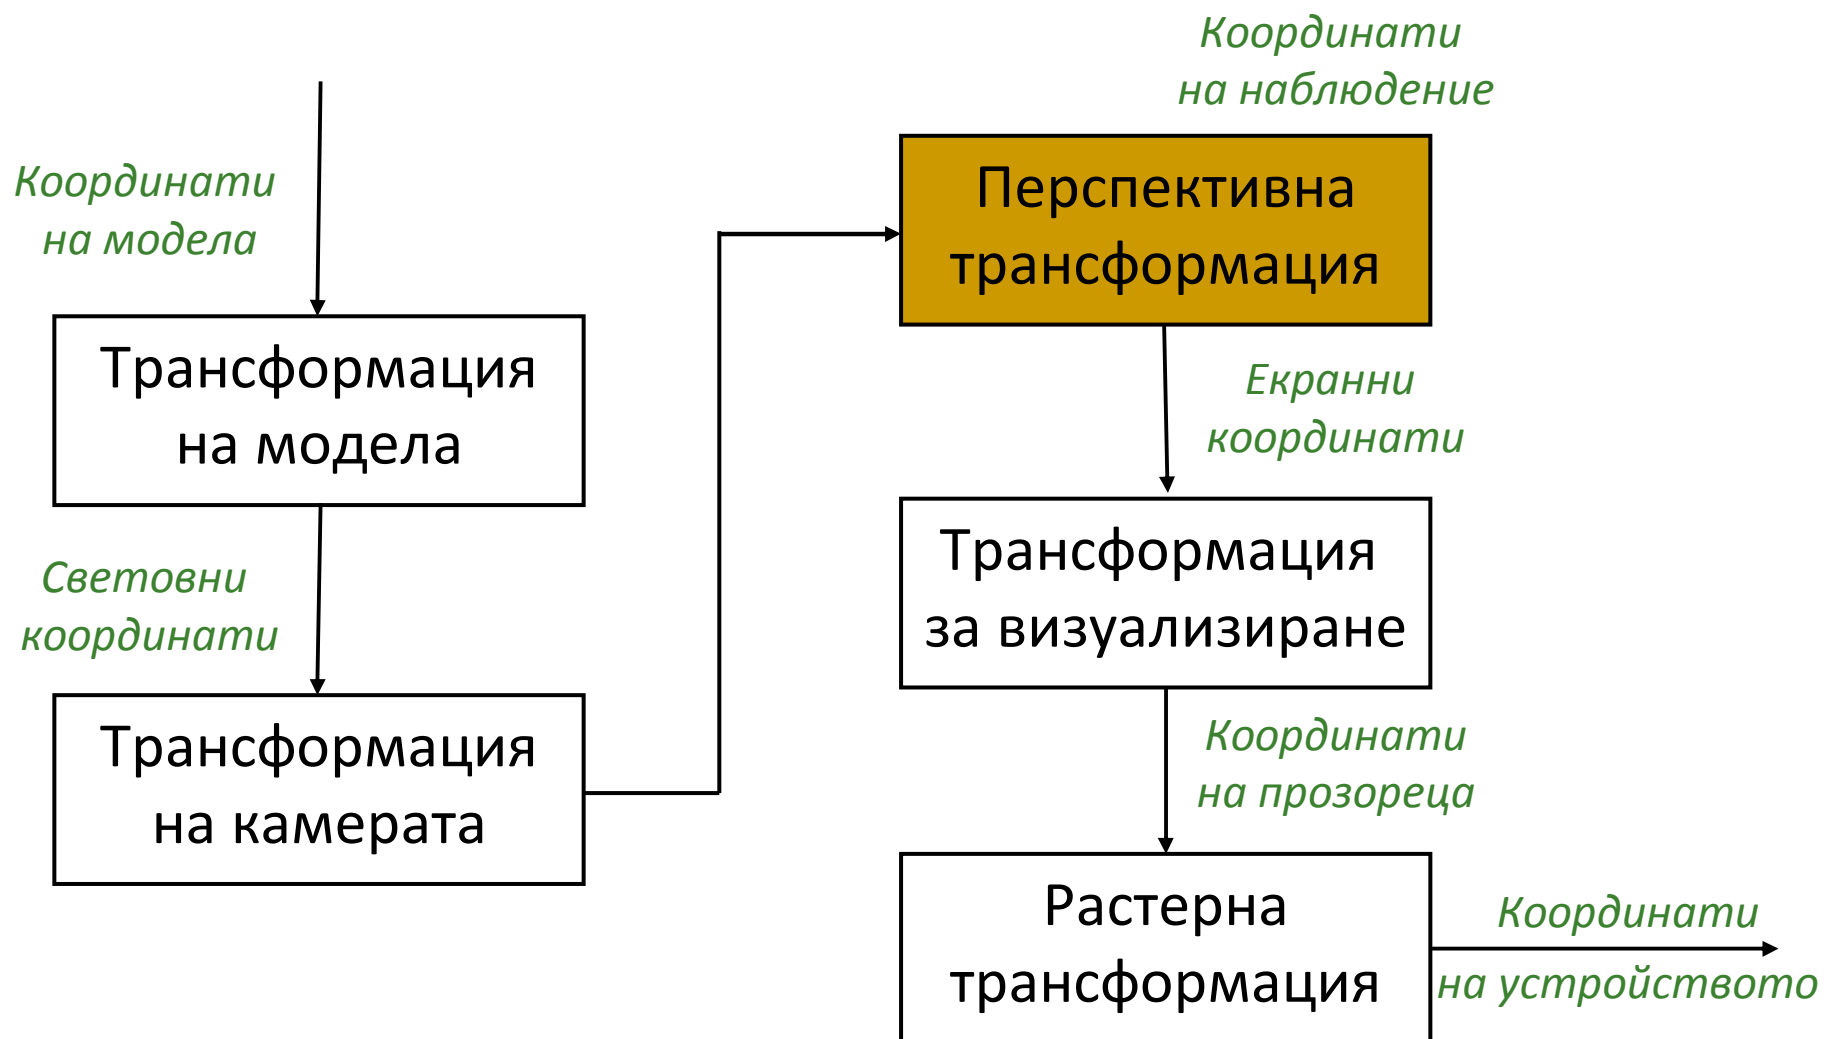 Координати
на модела
Трансформация
на модела
Световни
координати
Трансформация
на камерата
Координати
на наблюдение
Перспективна
трансформация
Екранни
координати
Трансформация
за визуализиране
Координати
на прозореца
Растерна
трансформация
Координати
на устройството